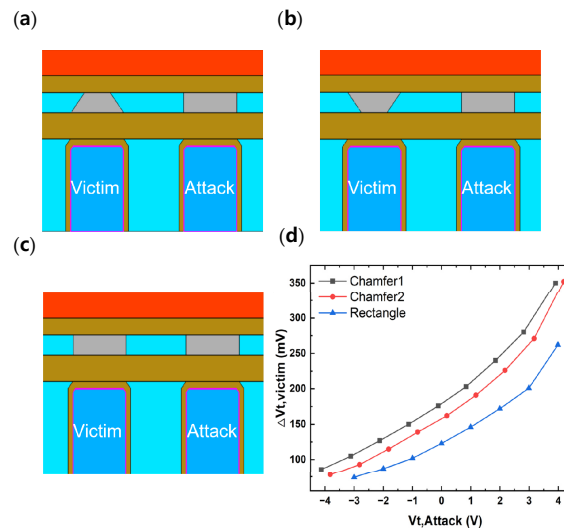 (a)
(b)
Victim
Attack
Victim
Attack
(c)
(d)
Victim
Attack
Chamfer1
Chamfer2
Rectangle
350
300
250
200
150
100
△Vt,victim (mV)
−4 −3 −2 −1 0 1 2 3 4
Vt,Attack (V)